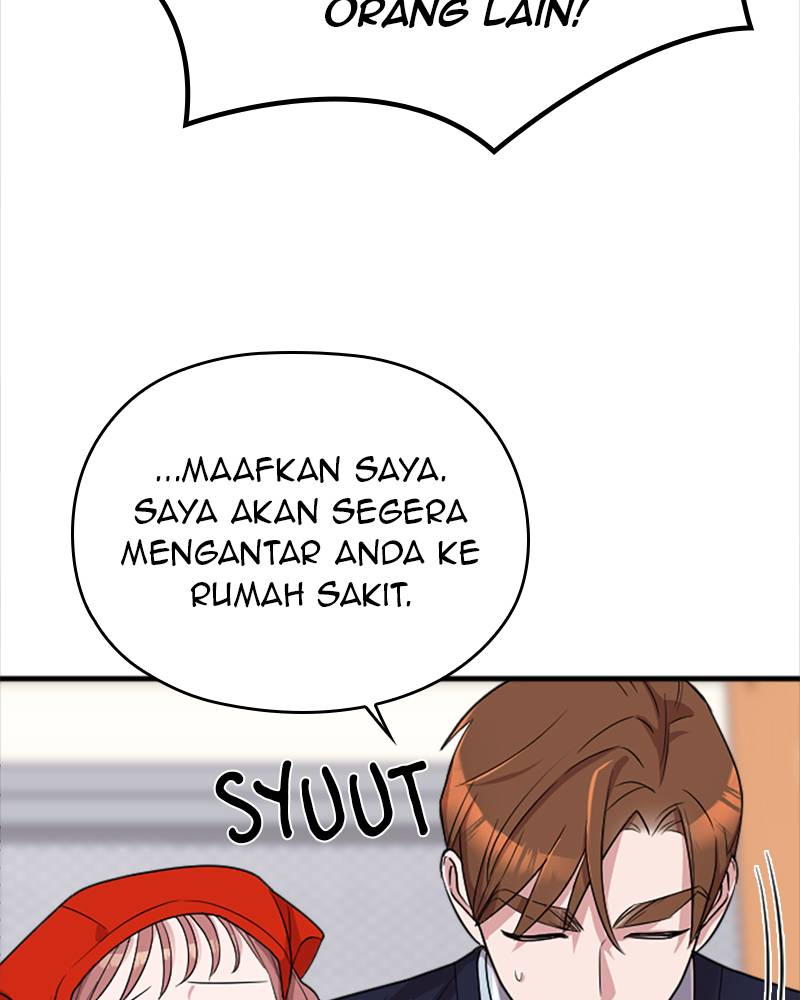 ORANG LAIN!
...MAAFKAN SAYA.
SAYA AKAN SEGERA
MENGANTAR ANDA KE
RUMAH SAKIT.
SYUUT